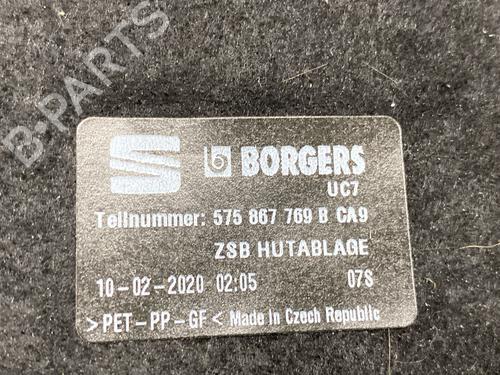 B-PARTS
BORGERS
UC7
Teilnummer: 575 867 769 B CA9
ZSB HUTABLAGE
10-02-2020 02:05 07S
>PET-PP-GF< Made in Czech Republic